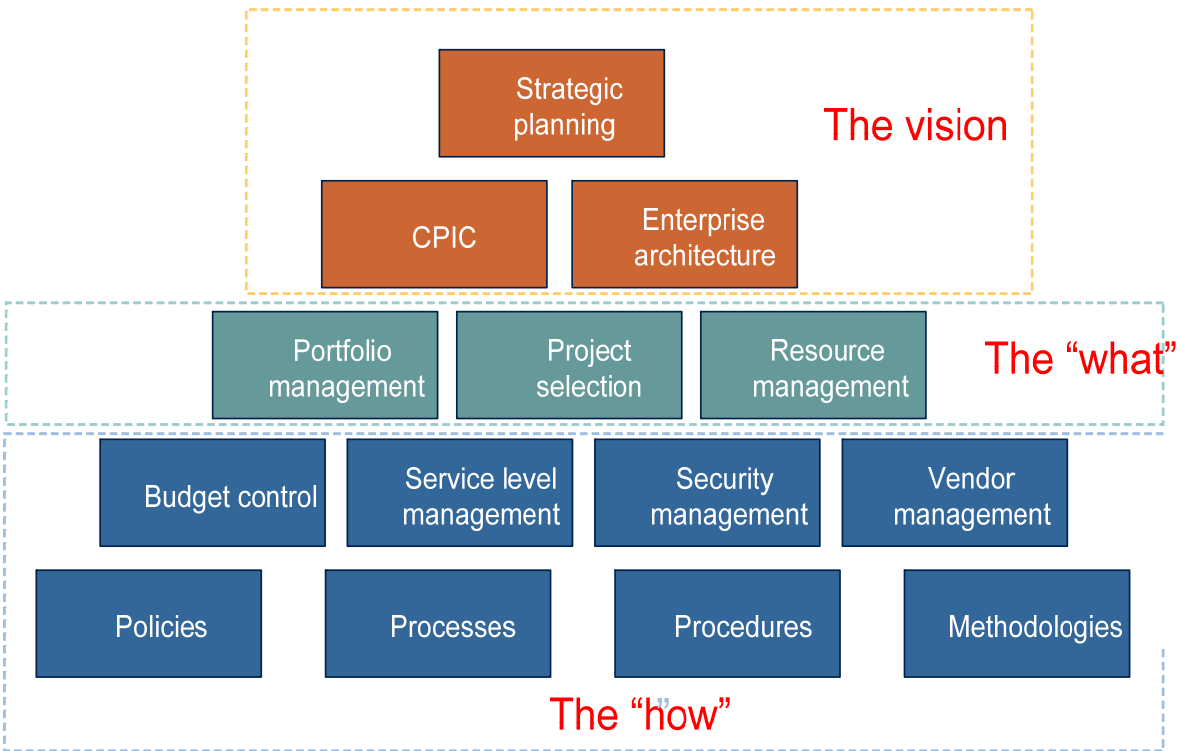 Strategic
planning
The vision
CPIC
Enterprise
architecture
Portfolio
management
Project
selection
Resource
management
The “what”
Budget control
Service level
management
Security
management
Vendor
management
Policies
Processes
Procedures
Methodologies
The “how”